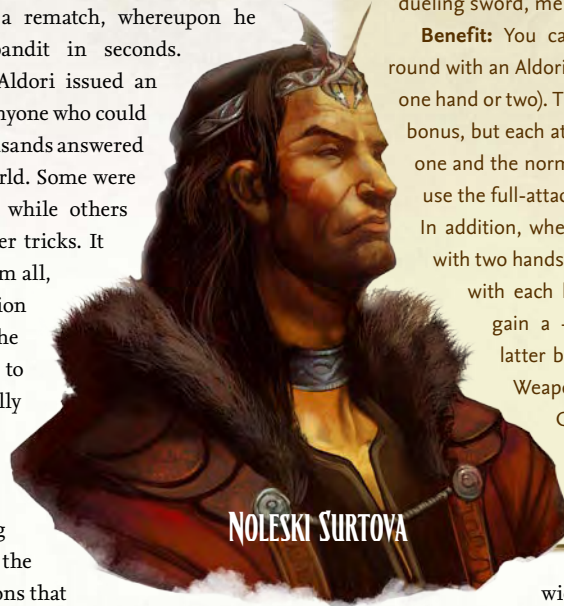 a rematch, whereupon he
andit in seconds.
Aldori issued an
nyone who could
usands answered
rld. Some were
while others
er tricks. It
m all,
ion
he
to
lly
g
the
ons that
NOLESKI SURTOVA
dueling sword, me
Benefit: You ca
round with an Aldori
one hand or two). T
bonus, but each at
one and the norm
use the full-attac
In addition, whe
with two hands
with each
gain a
latter b
Weap
wi